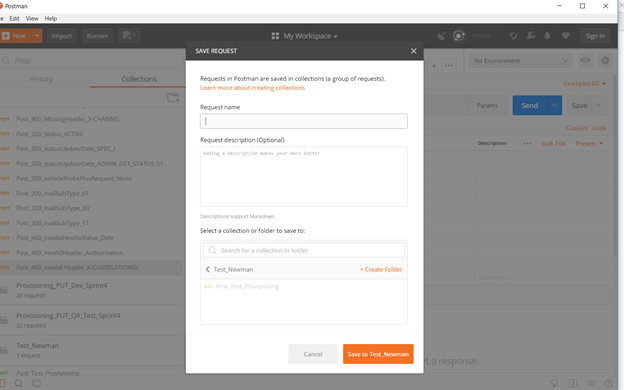 Postman
Edit View Help
New
Import
Runner
My Workspace
OFFLINE
Sign In
Filter
History
Collections
Post_400_MissingHeader_X-CHANNEL
Post_200_Status_ACTIVE
Post_200_statusUpdateDate_SPEC_I
Post_200_statusUpdateDate_ADMIN_GET_STATUS_SY...
Post_200_vehicleProbePlusRequest_None
Post_200_mailSubType_01
Post_200_mailSubType_03
Post_200_mailSubType_T1
Post_400_InvalidHeaderValue_Date
Post_400_invalidHeader_Authorization
Post_400_invalid Header_X-CORRELATIONID
Provisioning_PUT_Dev_Sprint4
28 requests
Provisioning_PUT_QA_Test_Sprint4
32 requests
Test_Newman
1 request
Post_Test_Provisioning
SAVE REQUEST
Requests in Postman are saved in collections (a group of requests).
Learn more about creating collections
Request name
Request description (Optional)
Adding a description makes your docs better
Descriptions support Markdown
Select a collection or folder to save to:
Search for a collection or folder
Test_Newman
+ Create Folder
Post_Test_Provisioning
Cancel
Save to Test_Newman
No Environment
Examples (0)
Params
Send
Save
Cookies Code
Description
Bulk Edit
Presets
Description
get a response.